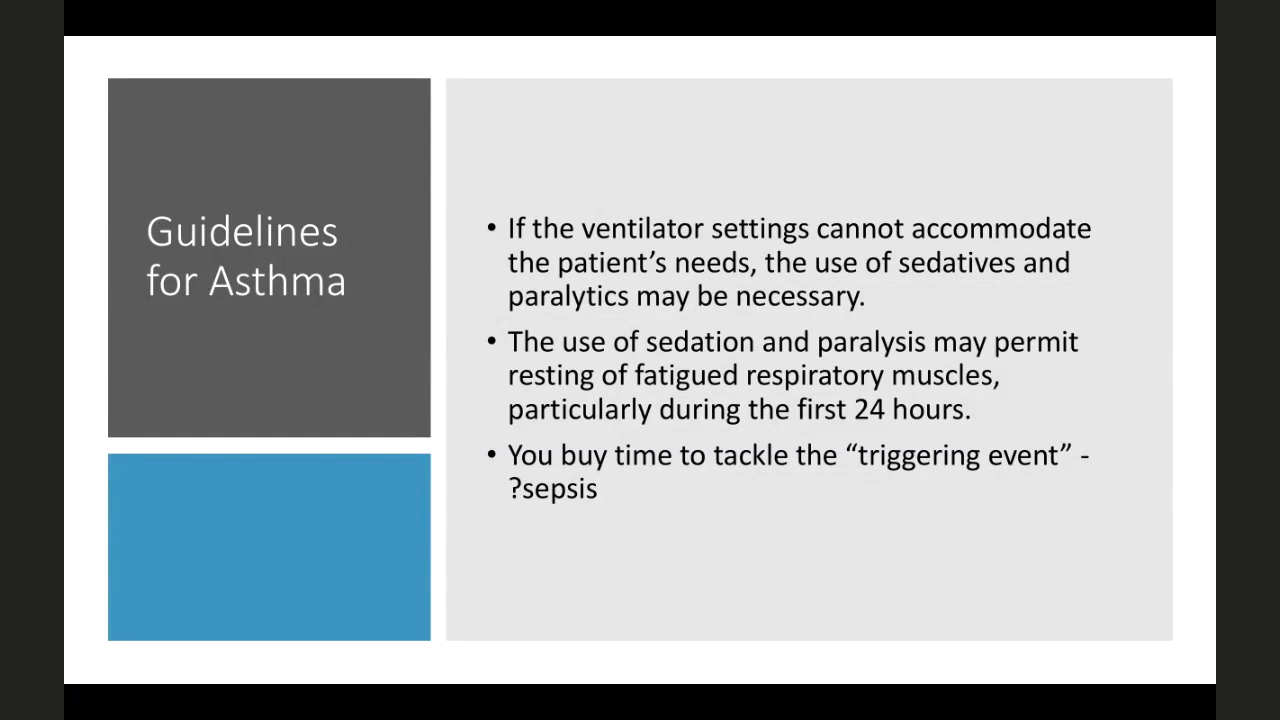 Guidelines
for Asthma
• If the ventilator settings cannot accommodate
the patient’s needs, the use of sedatives and
paralytics may be necessary.
• The use of sedation and paralysis may permit
resting of fatigued respiratory muscles,
particularly during the first 24 hours.
• You buy time to tackle the “triggering event” -
?sepsis